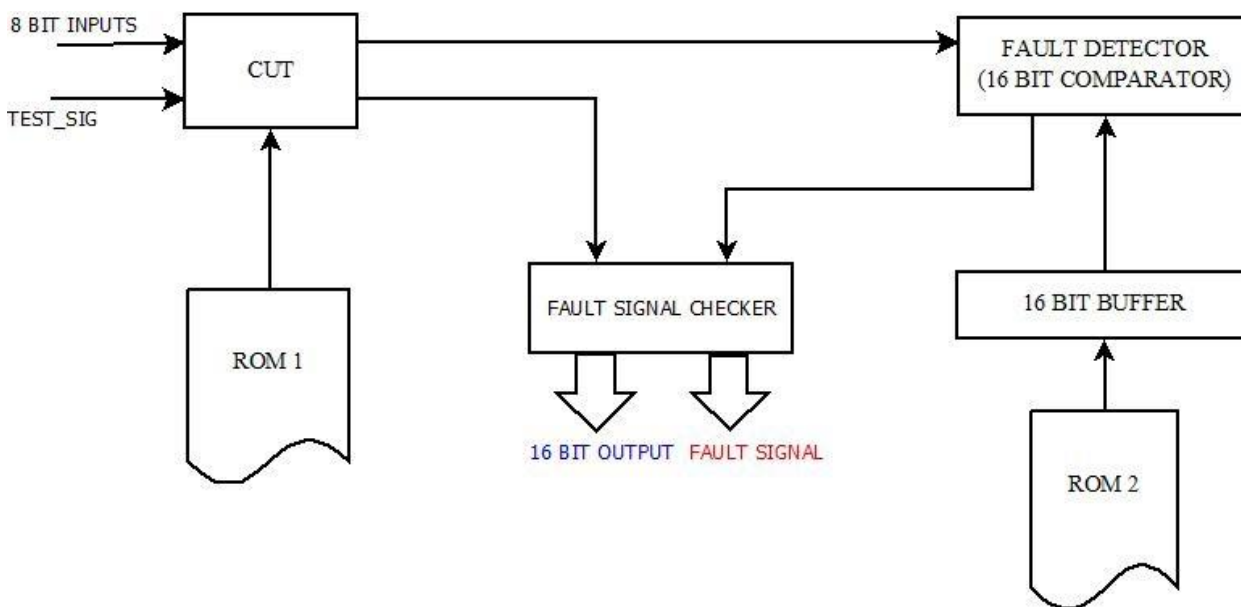 8 BIT INPUTS
TEST_SIG
CUT
FAULT DETECTOR
(16 BIT COMPARATOR)
FAULT SIGNAL CHECKER
16 BIT BUFFER
ROM 1
16 BIT OUTPUT
FAULT SIGNAL
ROM 2